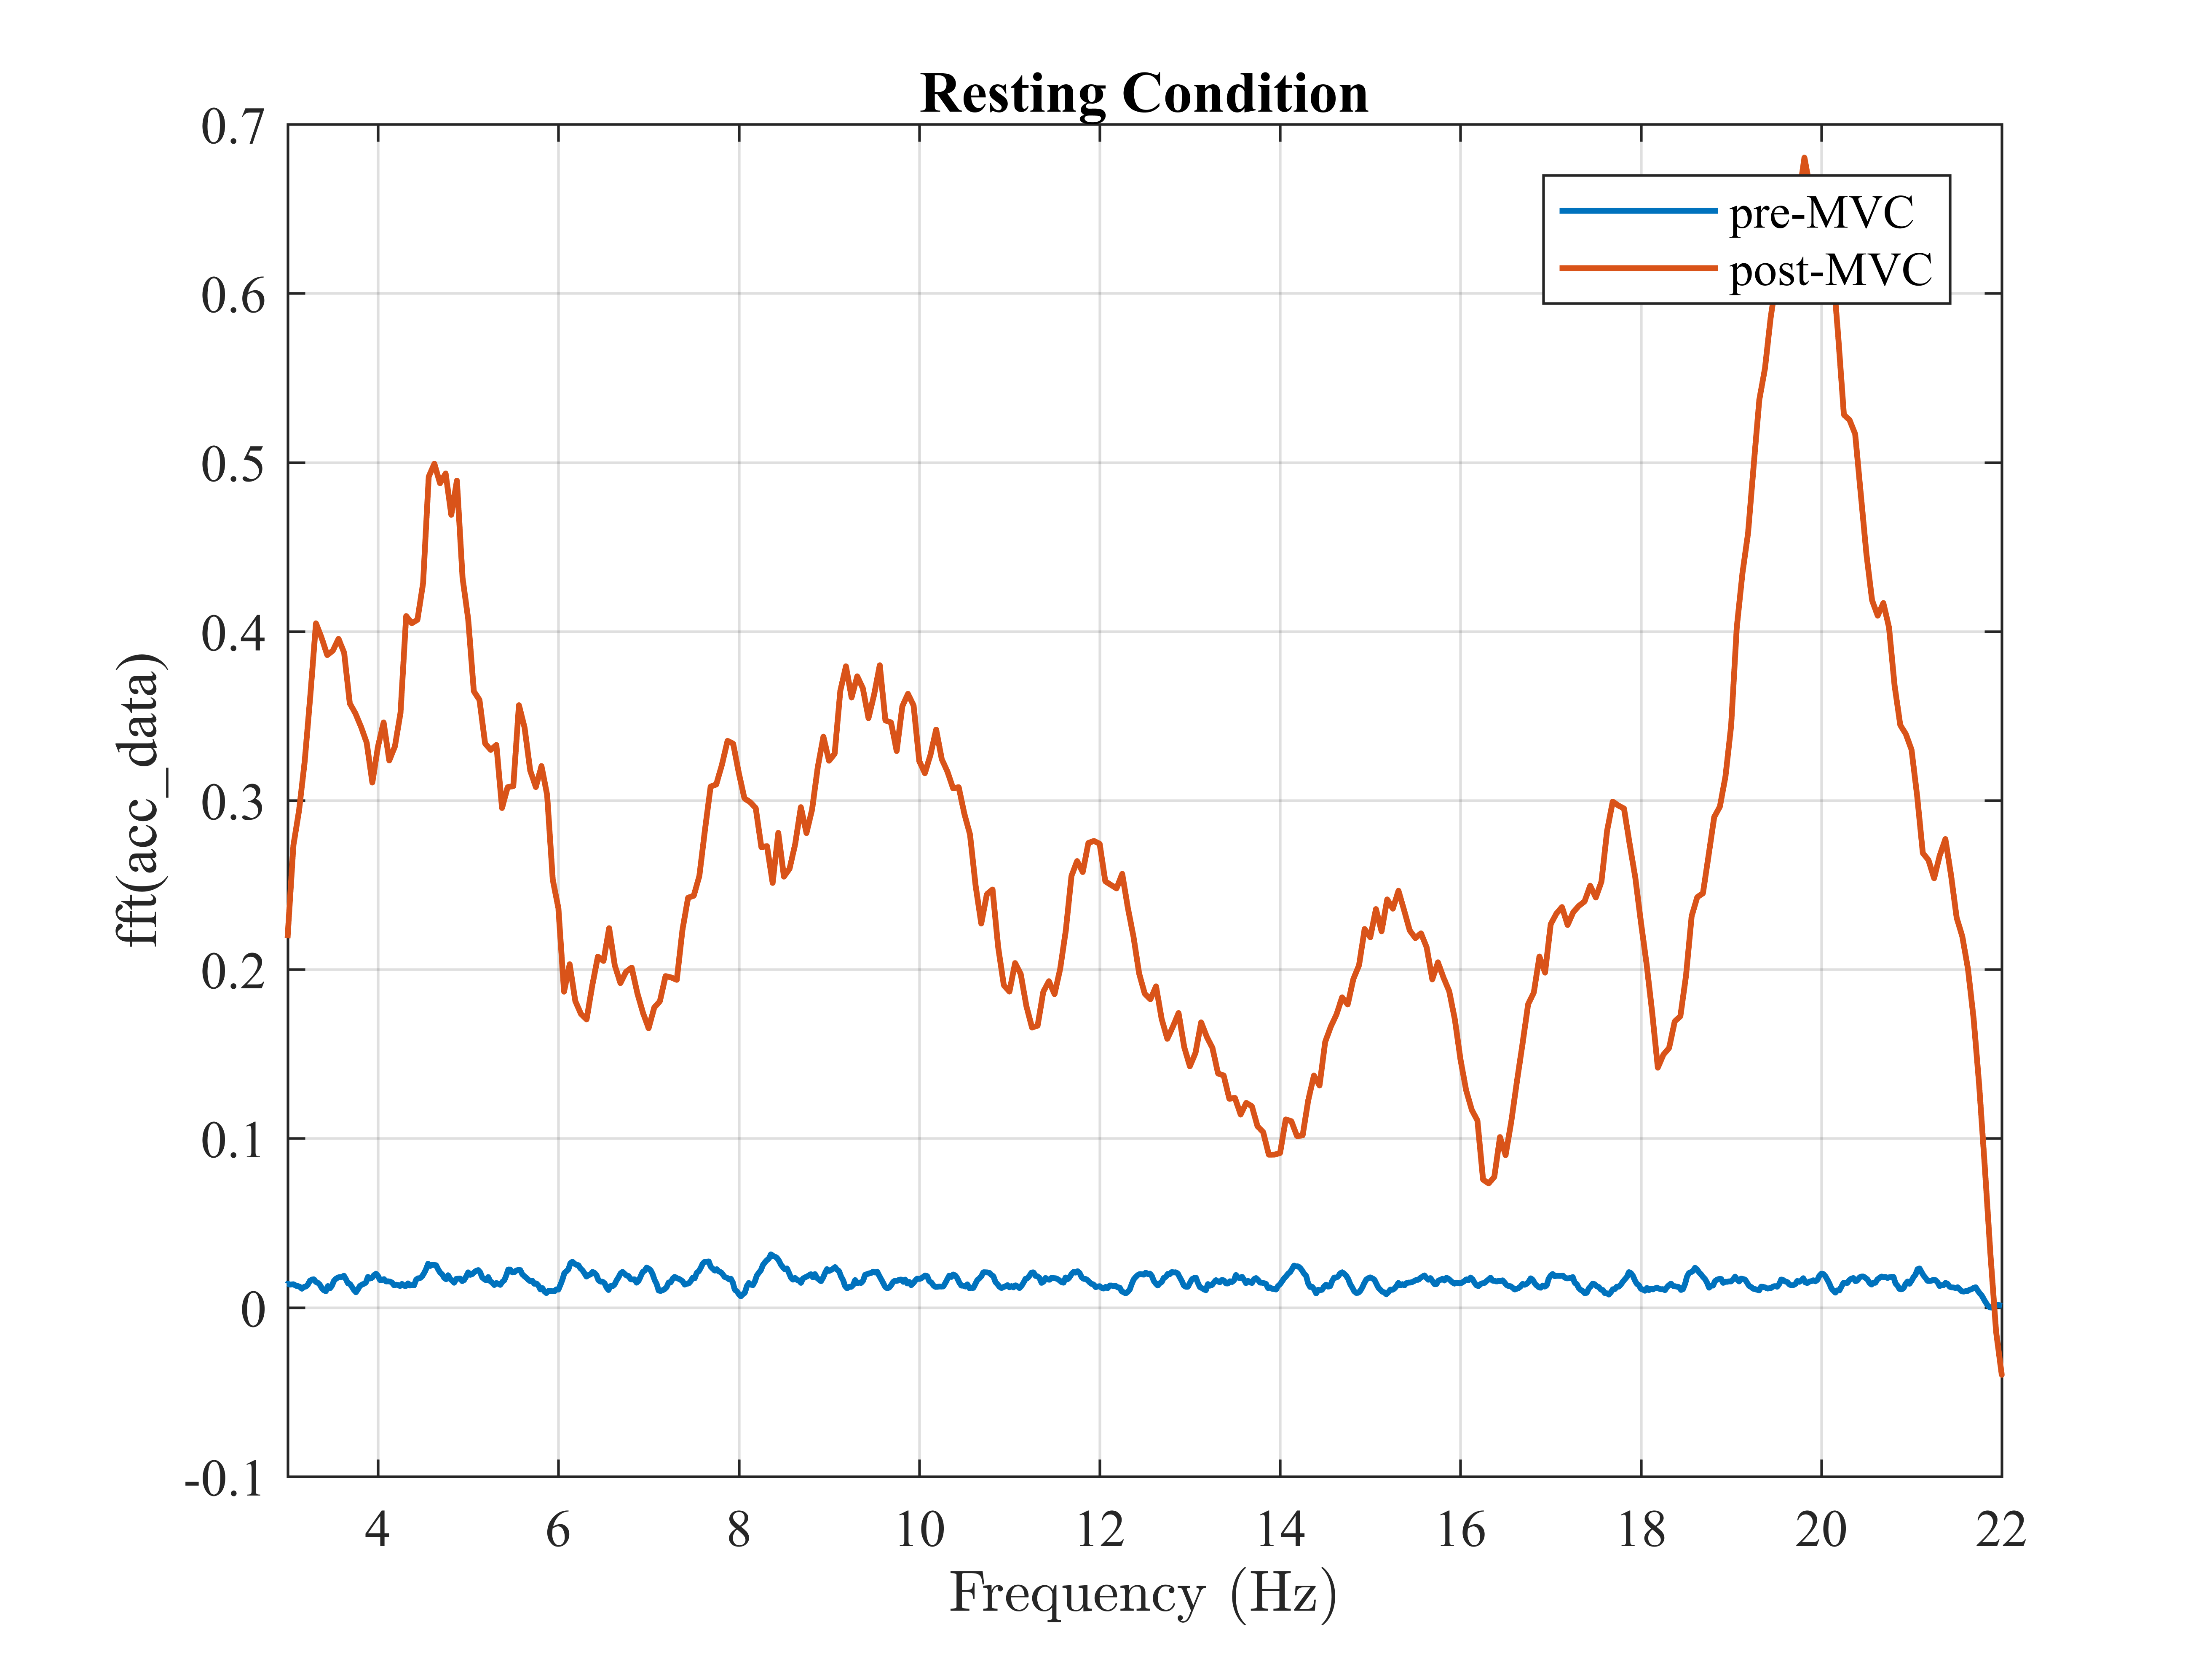 Resting Condition
0.7
0.6
0.5
0.4
0.3
0.2
0.1
0
-0.1
fft(acc_data)
pre-MVC
post-MVC
4 6 8 10 12 14 16 18 20 22
Frequency (Hz)